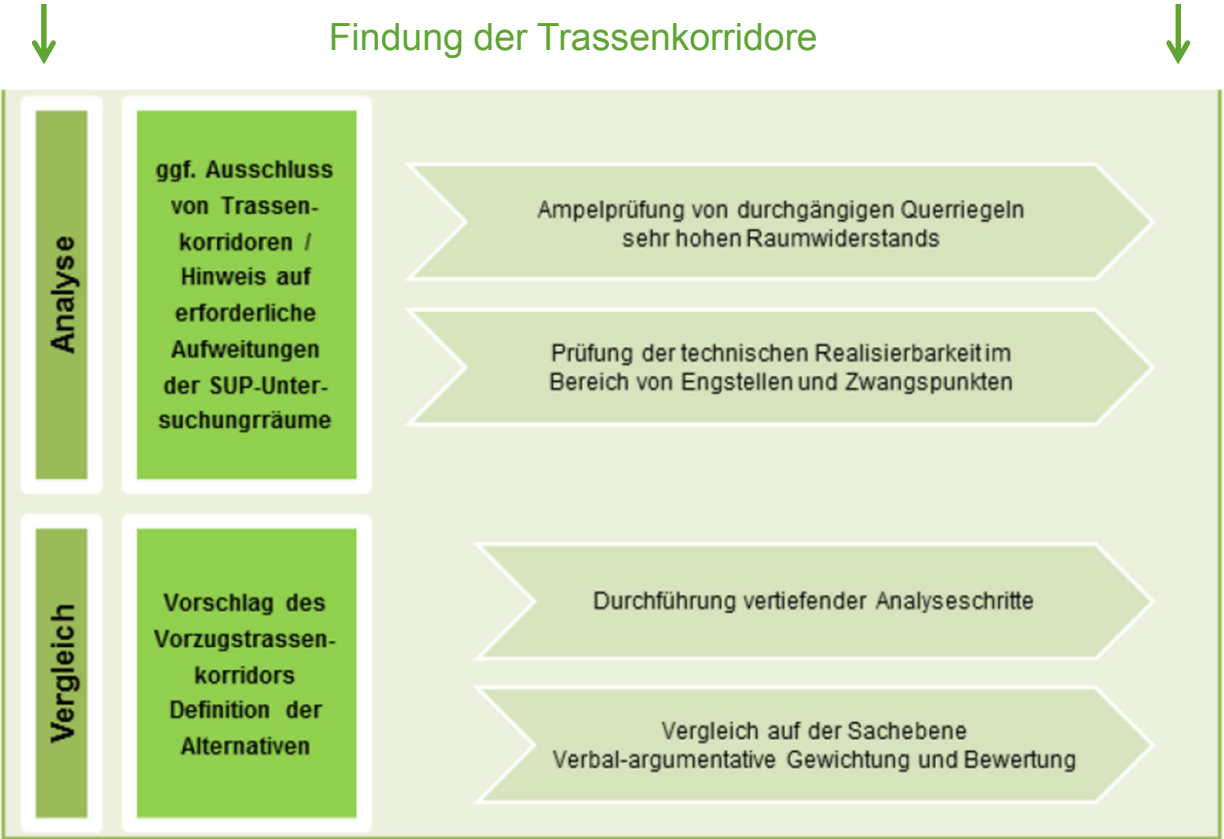 Findung der Trassenkorridore
Analyse
ggf. Ausschluss
von Trassen-
korridoren /
Hinweis auf
erforderliche
Aufweitungen
der SUP-Unter-
suchungrräume
Ampelprüfung von durchgängigen Querriegeln
sehr hohen Raumwiderstands
Prüfung der technischen Realisierbarkeit im
Bereich von Engstellen und Zwangspunkten
Vergleich
Vorschlag des
Vorzugstrassen-
korridors
Definition der
Alternativen
Durchführung vertiefender Analyseschritte
Vergleich auf der Sachebene
Verbal-argumentative Gewichtung und Bewertung